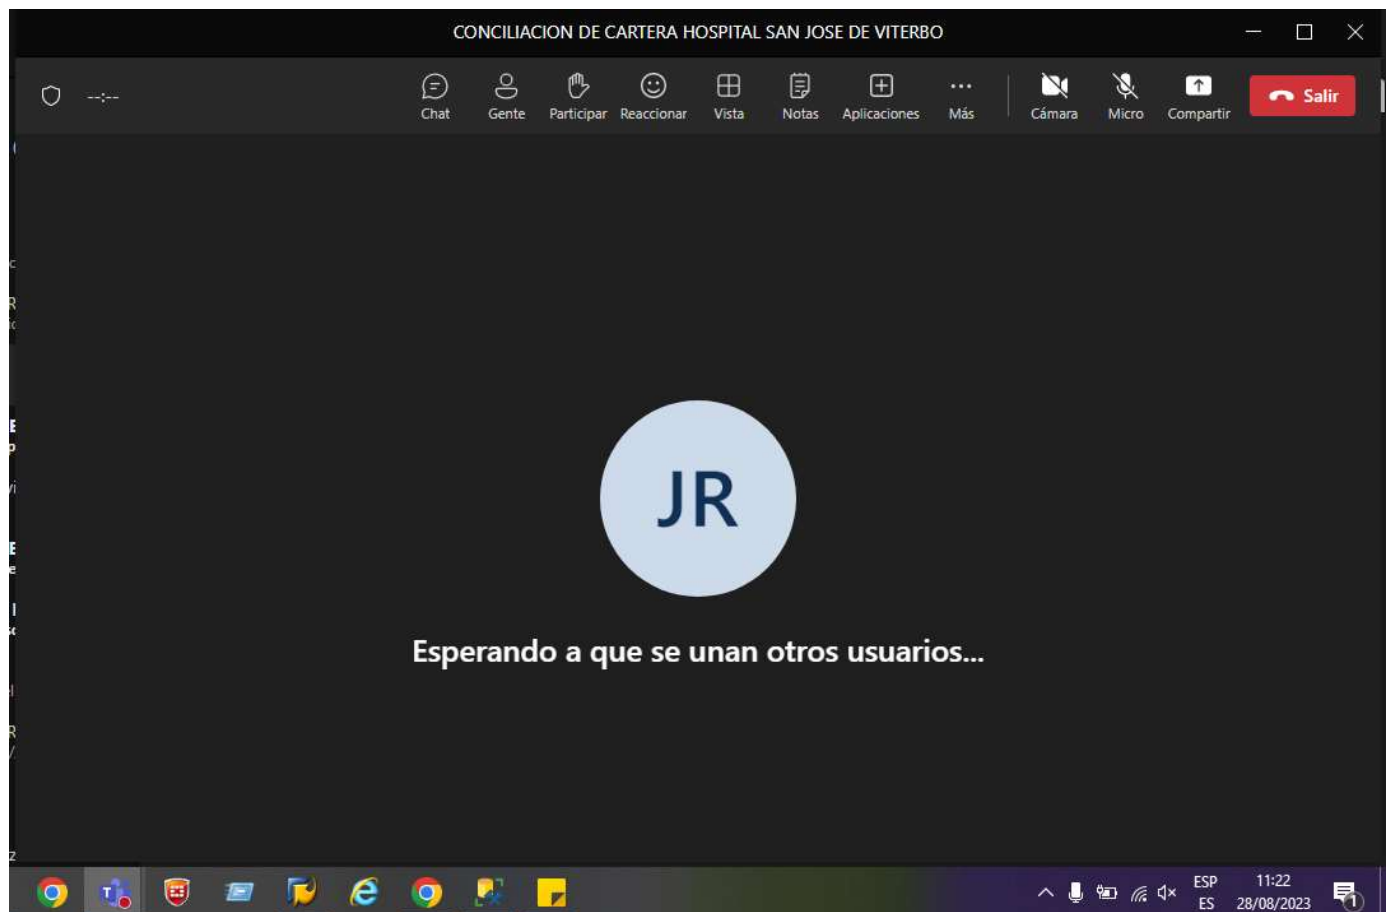 CONCILIACION DE CARTERA HOSPITAL SAN JOSE DE VITERBO
--:--
Chat Gente Participar Reaccionar Vista Notas Aplicaciones Más Cámara Micro Compartir Salir
JR
Esperando a que se unan otros usuarios...
ESP 11:22
ES 28/08/2023 1